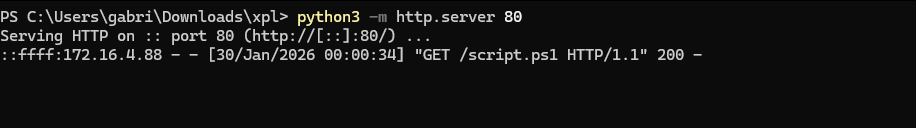 PS C:\Users\gabri\Downloads\xpl> python3 -m http.server 80
Serving HTTP on :: port 80 (http://[::]:80/) ...
::ffff:172.16.4.88 - - [30/Jan/2026 00:00:34] "GET /script.ps1 HTTP/1.1" 200 -